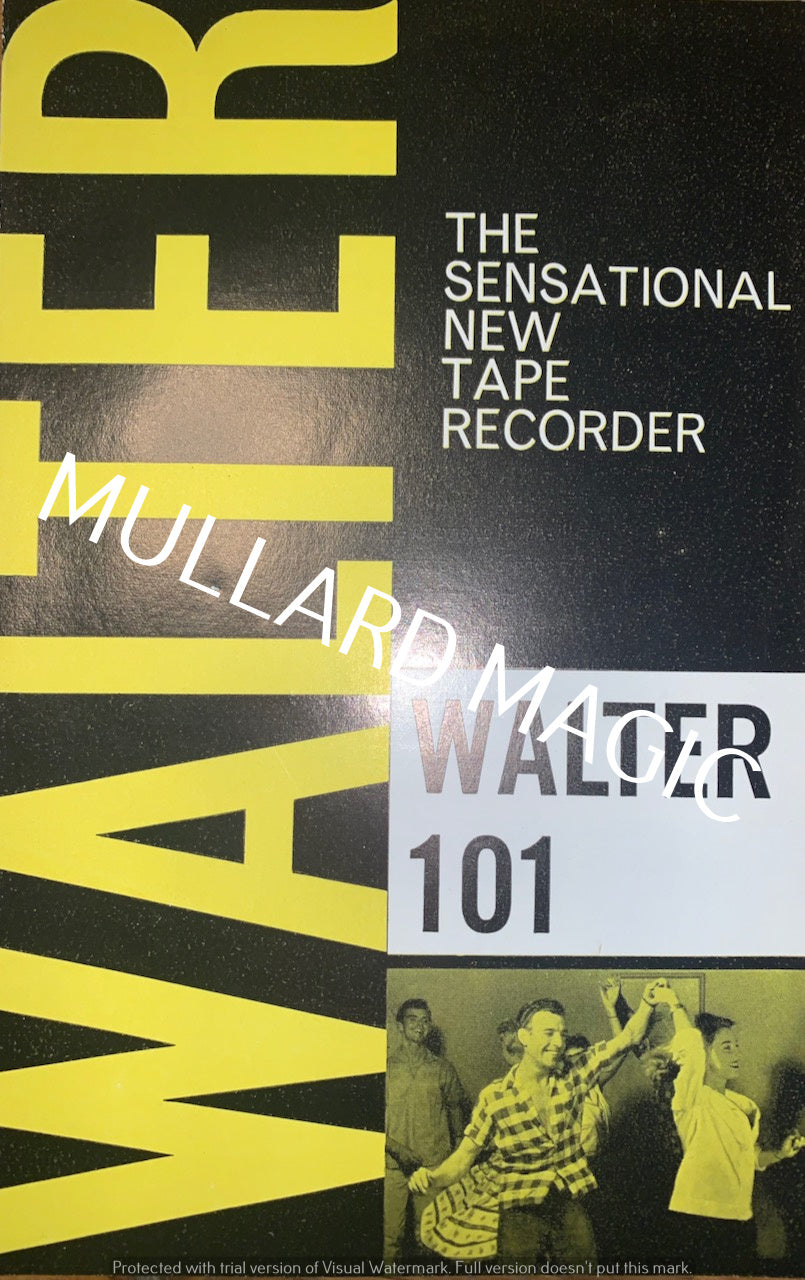 WALTER
THE
SENSATIONAL
NEW
TAPE
RECORDER
MULLARD MAGIC
WALTER
101
Protected with trial version of Visual Watermark. Full version doesn't put this mark.